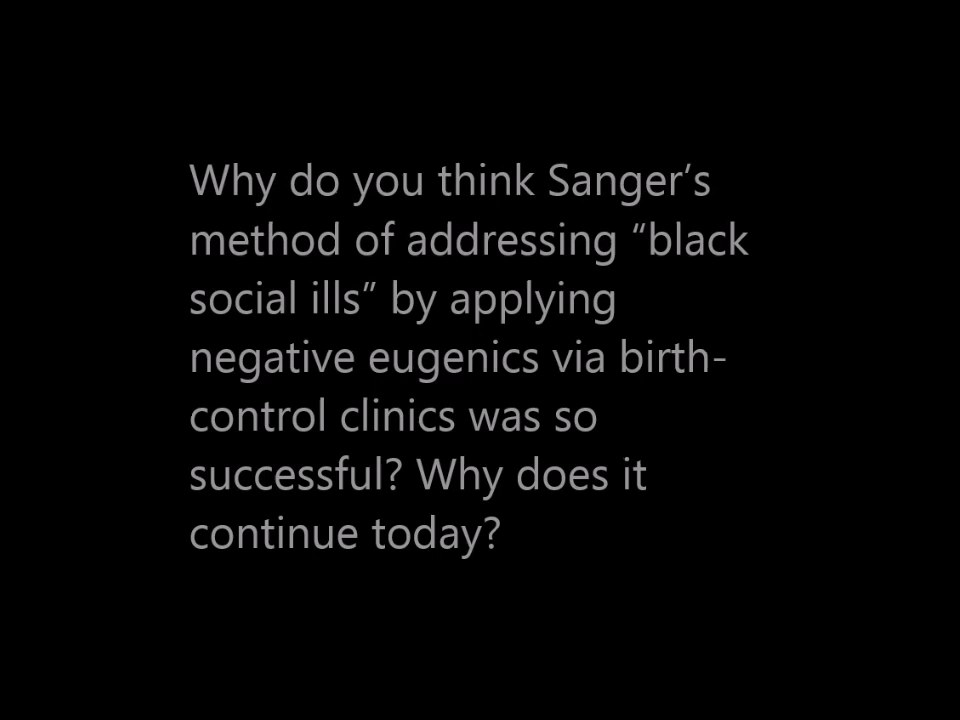 Why do you think Sanger’s
method of addressing “black
social ills” by applying
negative eugenics via birth-
control clinics was so
successful? Why does it
continue today?